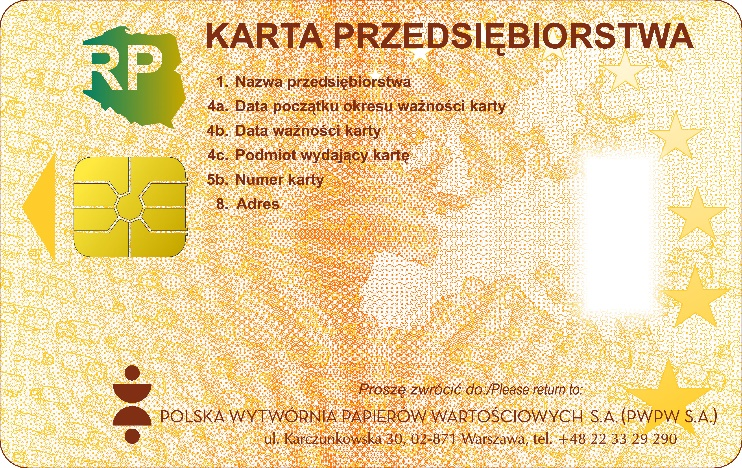 RP
KARTA PRZEDSIĘBIORSTWA
1. Nazwa przedsiębiorstwa
4a. Data początku okresu ważności karty
4b. Data ważności karty
4c. Podmiot wydający kartę
5b. Numer karty
8. Adres
Proszę zwrócić do:/Please return to:
POLSKA WYTWÓRNIA PAPIERÓW WARTOŚCIOWYCH S.A. (PWPW S.A.)
ul. Karczunkowska 30, 02-871 Warszawa, tel. +48 22 33 29 290